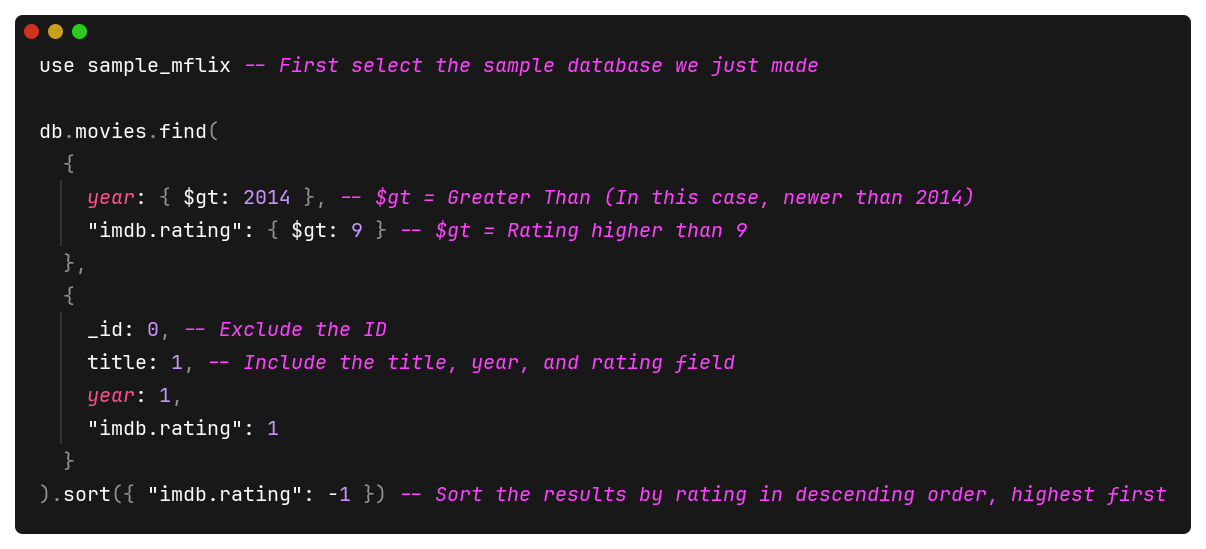 use sample_mflix -- First select the sample database we just made
db.movies.find(
{
year: { $gt: 2014 }, -- $gt = Greater Than (In this case, newer than 2014)
"imdb.rating": { $gt: 9 } -- $gt = Rating higher than 9
},
{
_id: 0, -- Exclude the ID
title: 1, -- Include the title, year, and rating field
year: 1,
"imdb.rating": 1
}
).sort({ "imdb.rating": -1 }) -- Sort the results by rating in descending order, highest first